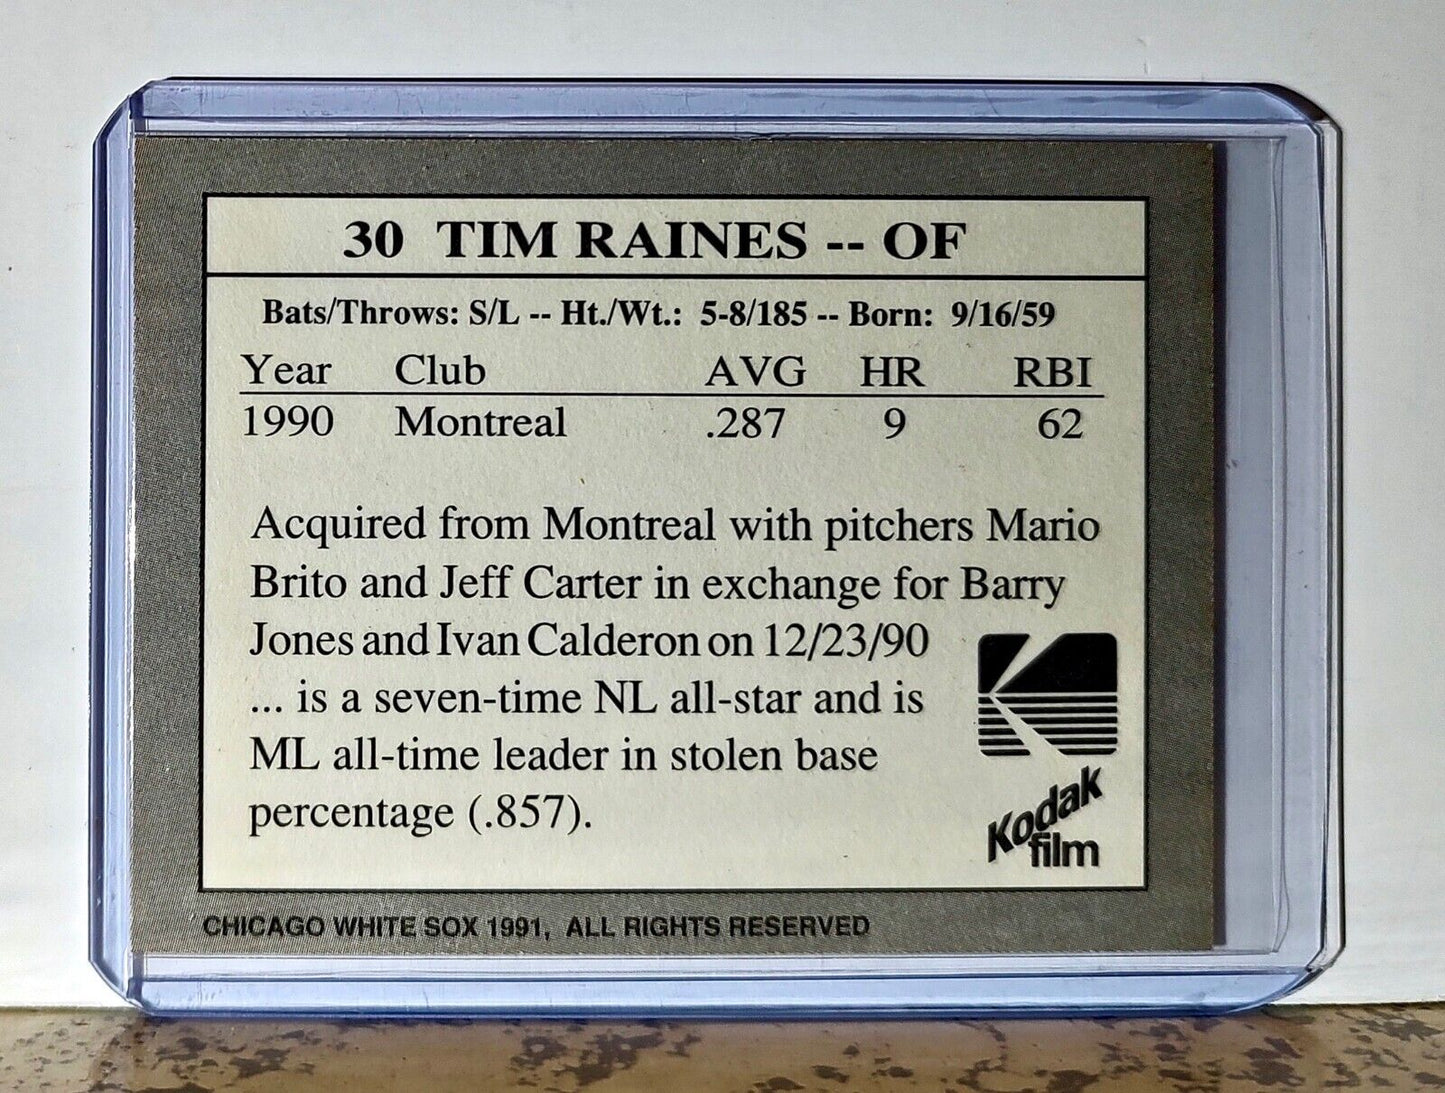 30 TIM RAINES -- OF
Bats/Throws: S/L -- Ht./Wt.: 5-8/185 -- Born: 9/16/59
Year Club AVG HR RBI
1990 Montreal .287 9 62
Acquired from Montreal with pitchers Mario
Brito and Jeff Carter in exchange for Barry
Jones and Ivan Calderon on 12/23/90
... is a seven-time NL all-star and is
ML all-time leader in stolen base
percentage (.857).
Kodak
film
CHICAGO WHITE SOX 1991, ALL RIGHTS RESERVED